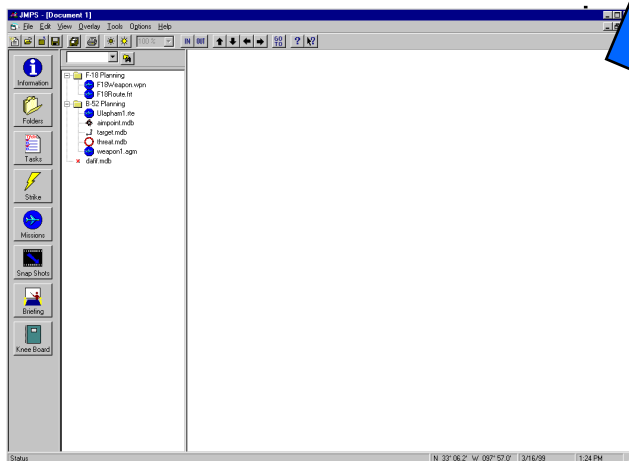 JMPS - [Document 1]
File Edit View Overlay Tools Options Help
100 % IN OUT GO TO ? ?
Information
Folders
Tasks
Strike
Missions
Snap Shots
Briefing
Knee Board
F-18 Planning
F18Weapon.wpn
F18Route.frt
B-52 Planning
Ulapham1.rte
aimpoint.mdb
target.mdb
threat.mdb
weapon1.agm
dafif.mdb
Status N 33° 06.2' W 097° 57.0' 3/16/99 1:24 PM